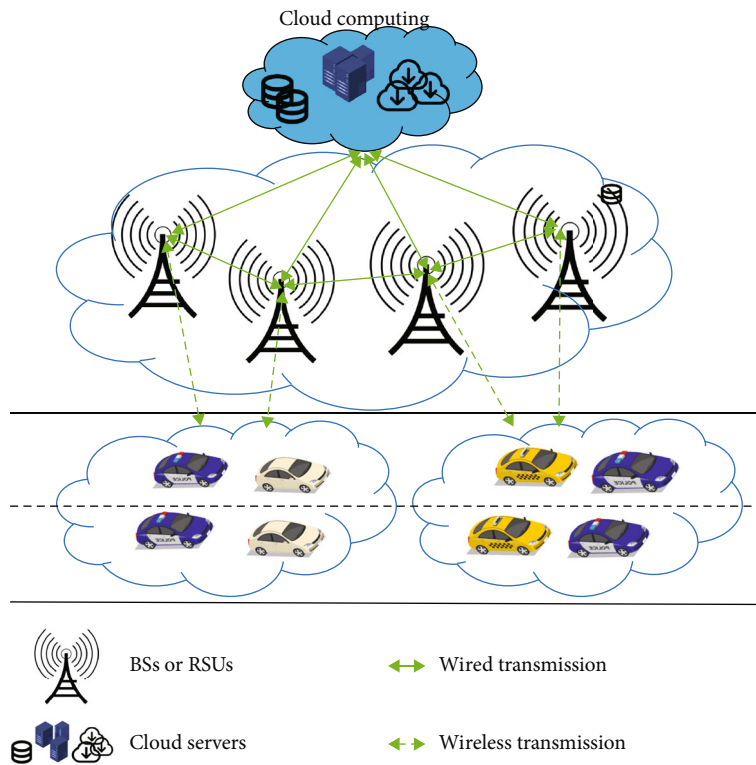 Cloud computing
BSs or RSUs
Wired transmission
Cloud servers
Wireless transmission